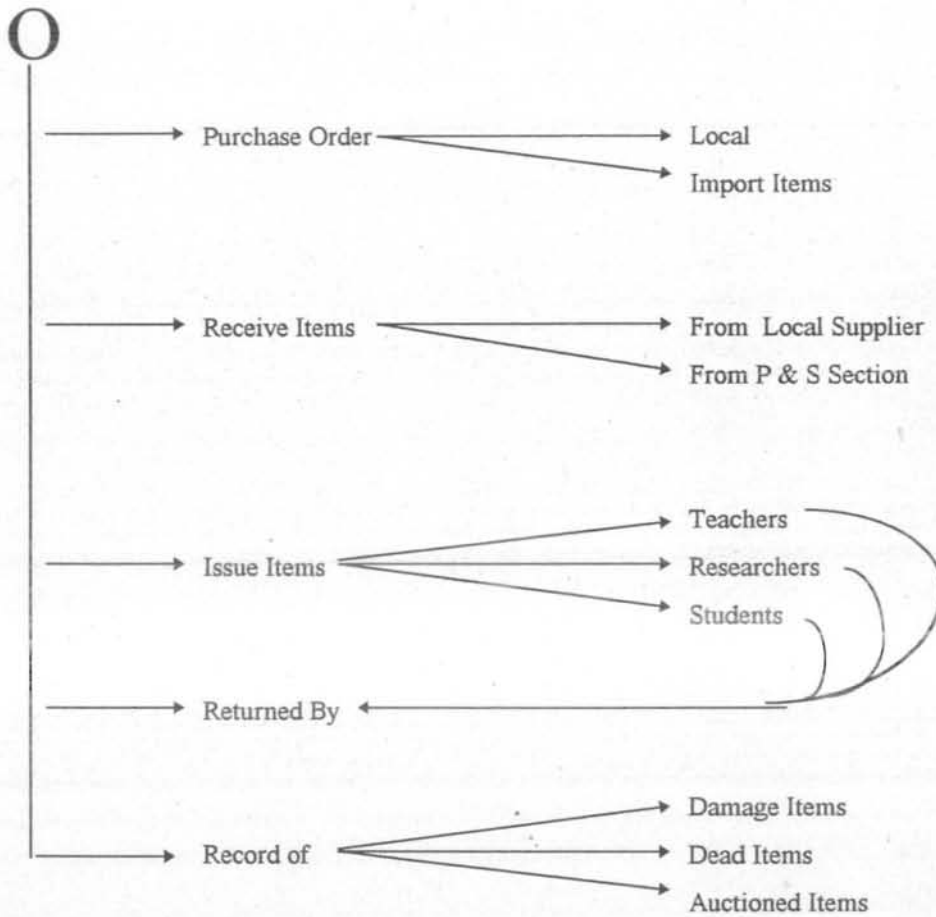 O
Purchase Order
Local
Import Items
Receive Items
From Local Supplier
From P & S Section
Teachers
Issue Items
Researchers
Students
Returned By
Damage Items
Record of
Dead Items
Auctioned Items